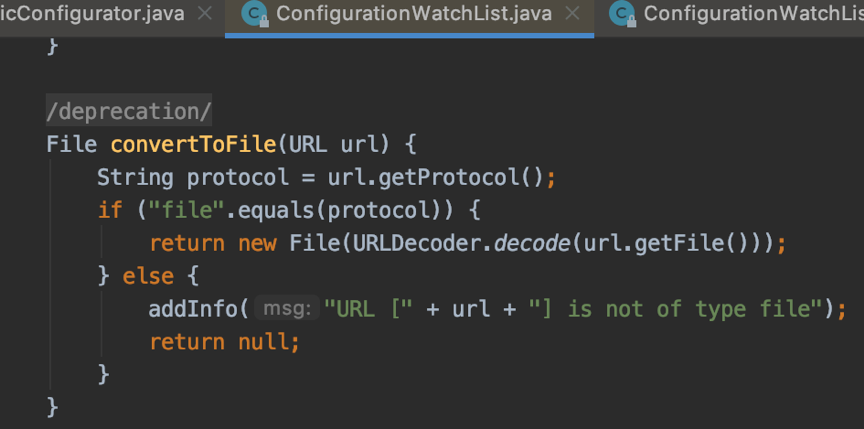 icConfigurator.java × C ConfigurationWatchList.java × C ConfigurationWatchLis
}
/deprecation/
File convertToFile(URL url) {
String protocol = url.getProtocol();
if ("file".equals(protocol)) {
return new File(URLDecoder.decode(url.getFile()));
} else {
addInfo( msg: "URL [" + url + "] is not of type file");
return null;
}
}